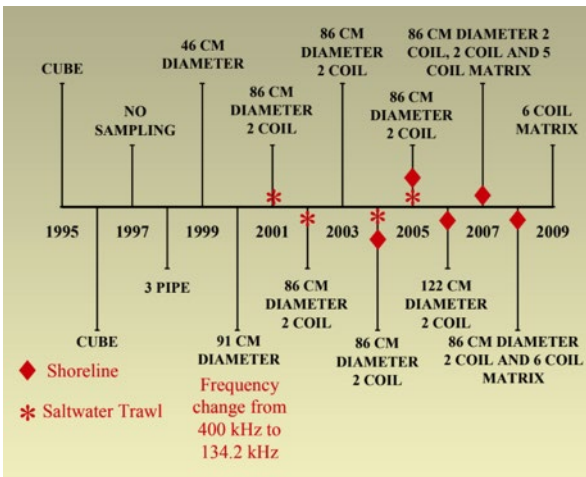 86 CM
DIAMETER
2 COIL
86 CM DIAMETER 2
COIL, 2 COIL AND 5
COIL MATRIX
46 CM
DIAMETER
CUBE
86 CM
DIAMETER
2 COIL
86 CM
DIAMETER
2 COIL
NO
SAMPLING
6 COIL
MATRIX
1995
1997
1999
2001
2003
2005
2007
2009
3 PIPE
86 CM
DIAMETER
2 COIL
122 CM
DIAMETER
2 COIL
CUBE
91 CM
DIAMETER
86 CM
DIAMETER
2 COIL
86 CM DIAMETER
2 COIL AND 6 COIL
MATRIX
Shoreline
Saltwater Trawl
Frequency
change from
400 kHz to
134.2 kHz